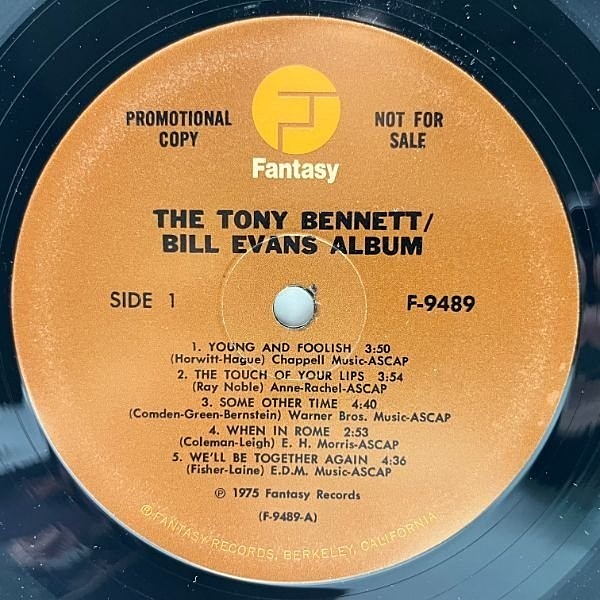 PROMOTIONAL COPY
NOT FOR SALE
Fantasy
THE TONY BENNETT/
BILL EVANS ALBUM
SIDE 1
F-9489
1. YOUNG AND FOOLISH 3:50
(Horwitt-Hague) Chappell Music-ASCAP
2. THE TOUCH OF YOUR LIPS 3:54
(Ray Noble) Anne-Rachel-ASCAP
3. SOME OTHER TIME 4:40
(Comden-Green-Bernstein) Warner Bros. Music-ASCAP
4. WHEN IN ROME 2:53
(Coleman-Leigh) E. H. Morris-ASCAP
5. WE'LL BE TOGETHER AGAIN 4:36
(Fisher-Laine) E.D.M. Music-ASCAP
℗ 1975 Fantasy Records
(F-9489-A)
® FANTASY RECORDS, BERKELEY, CALIFORNIA